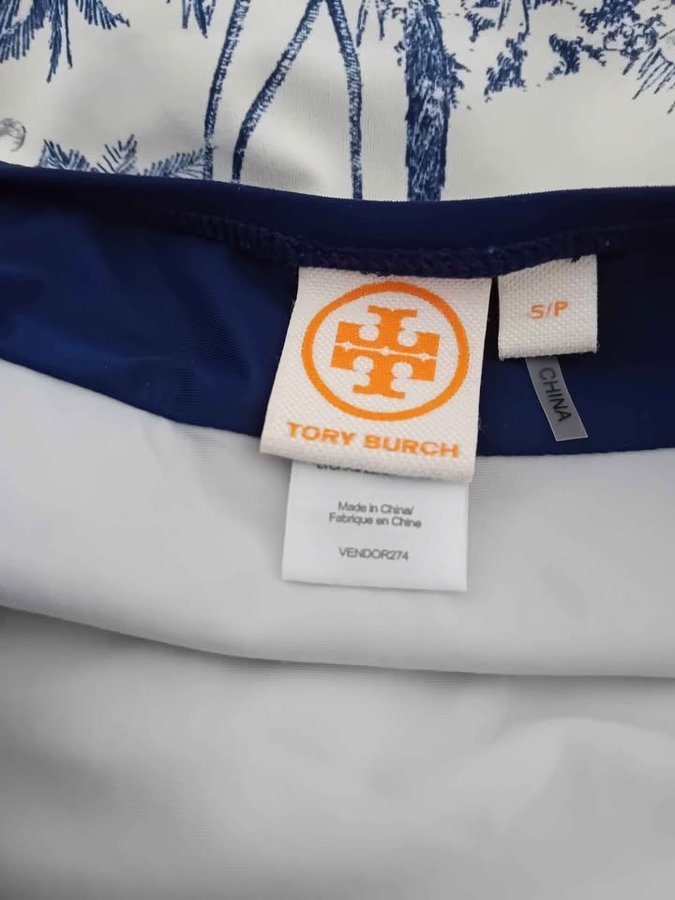 S/P
CHINA
TORY BURCH
Made in China/
Fabrique en Chine
VENDOR274